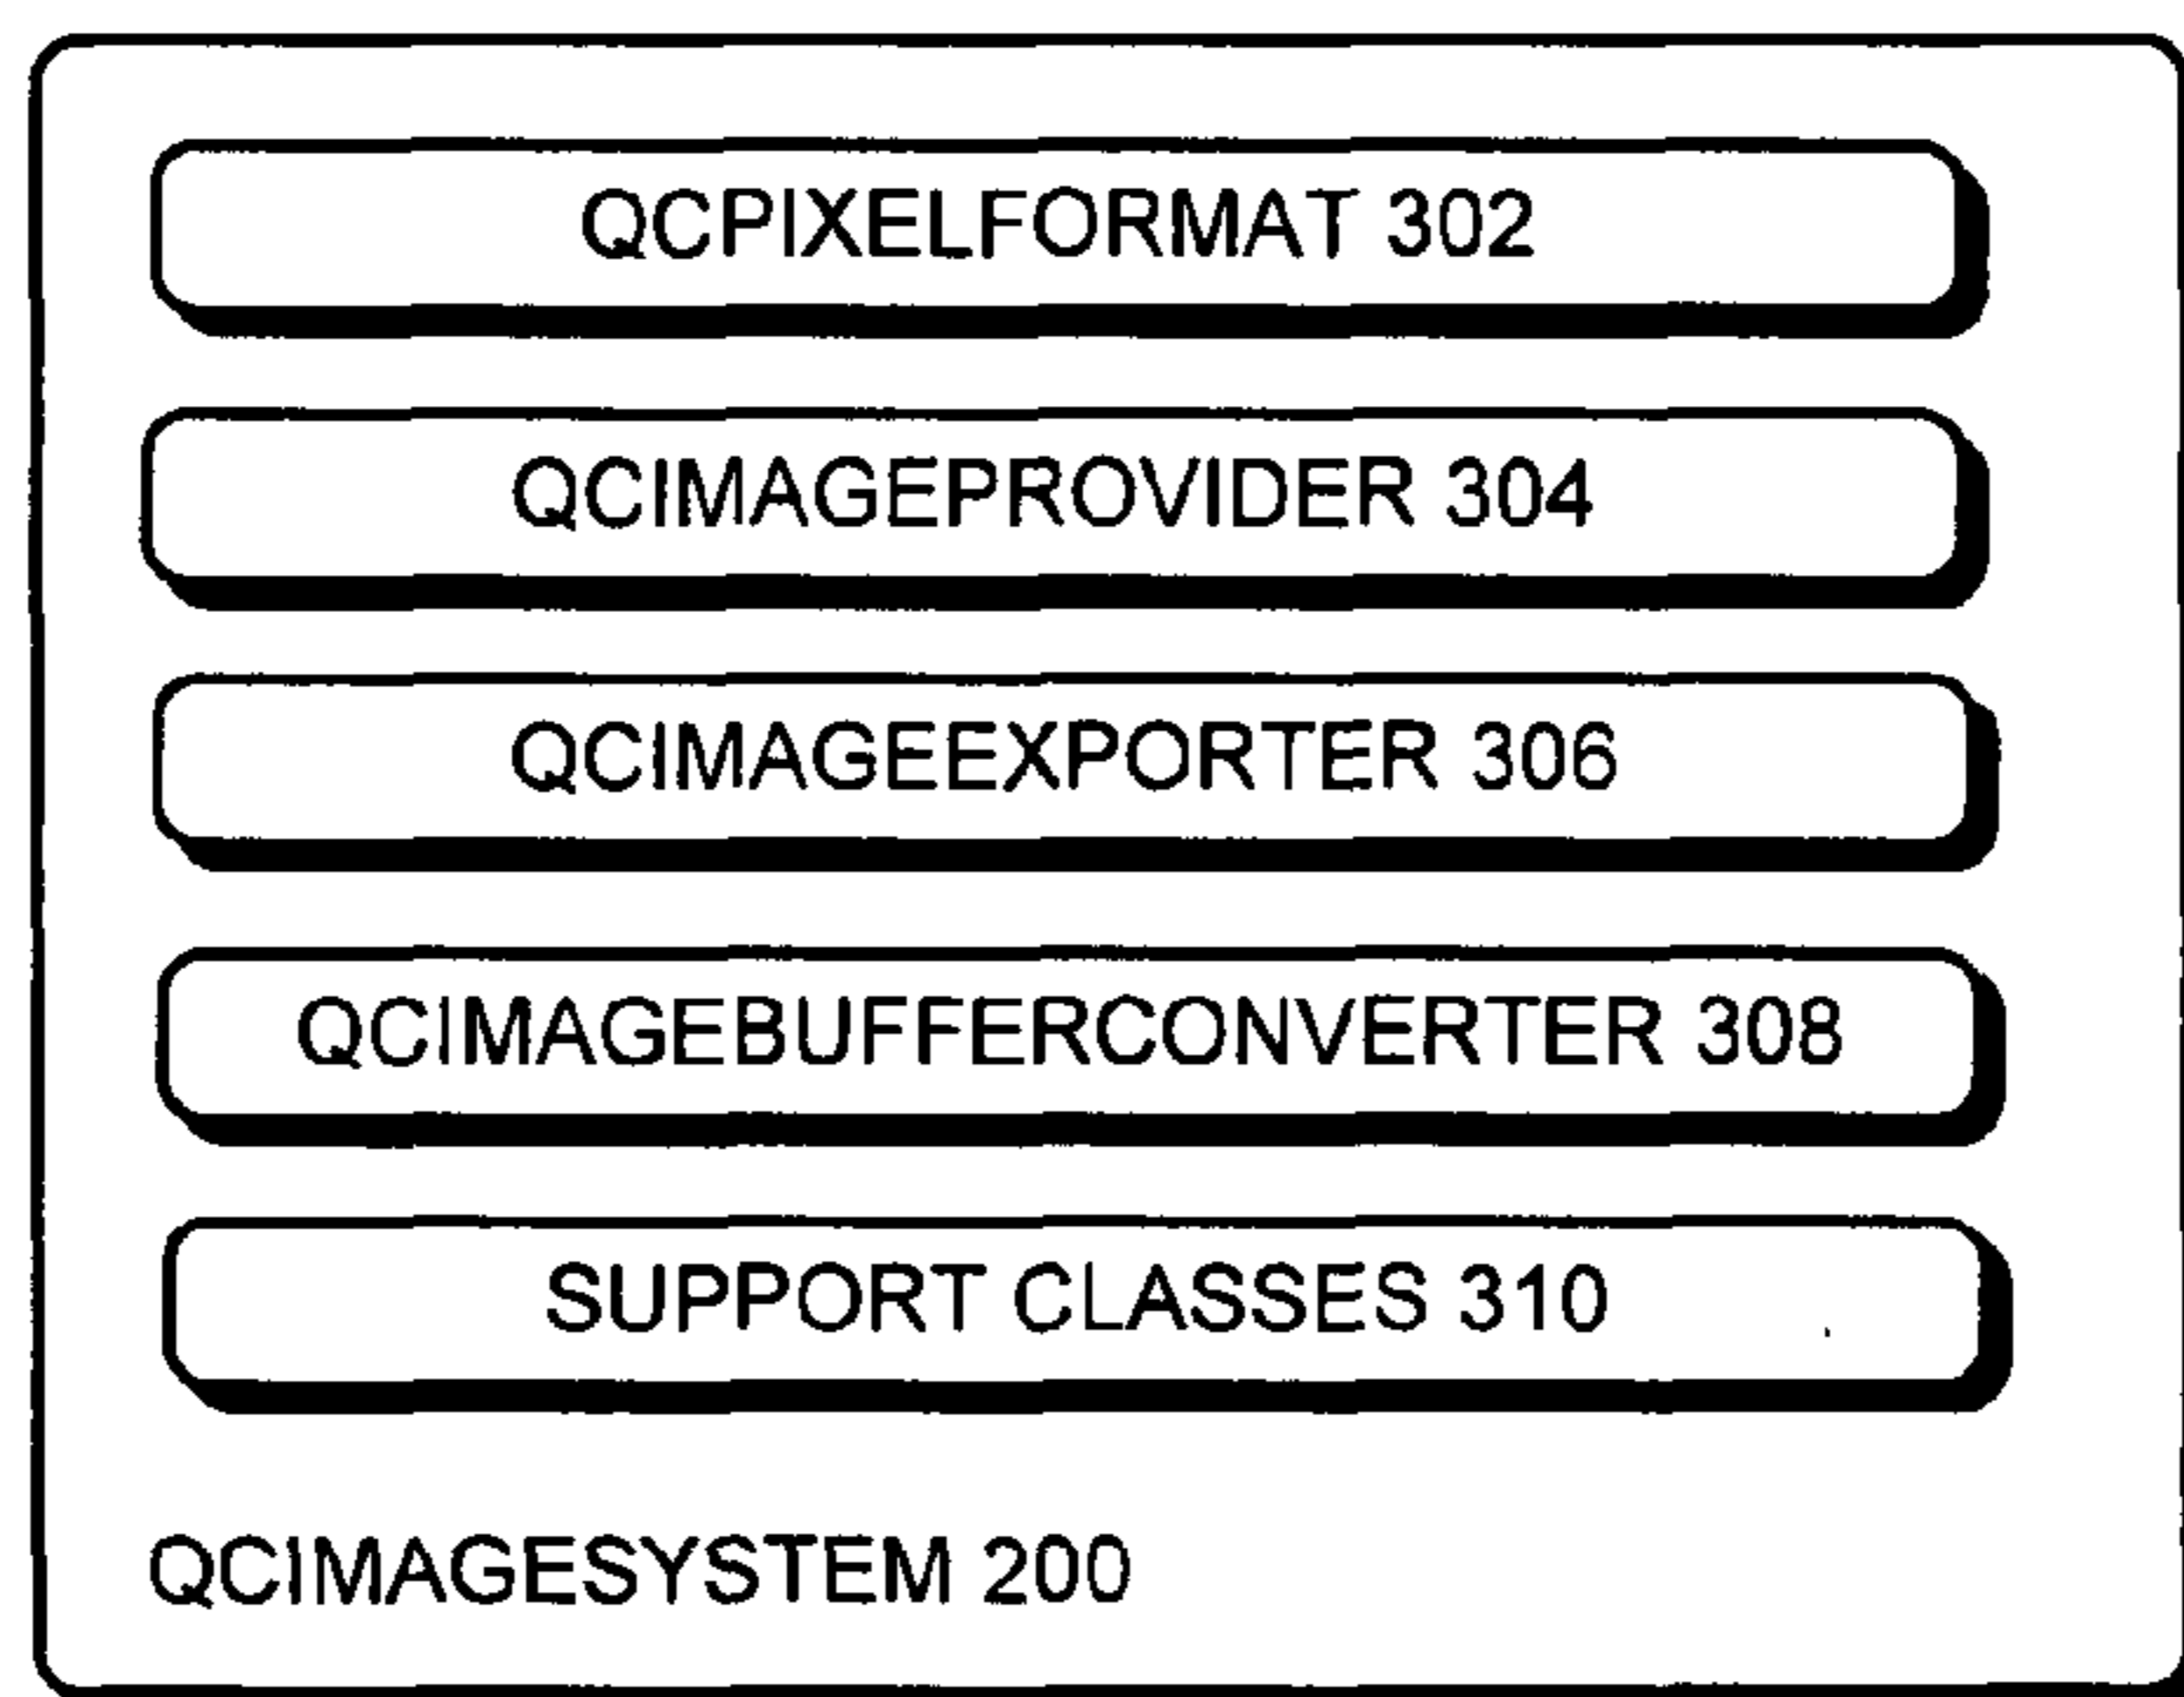 QCPIXELFORMAT 302
QCIMAGEPROVIDER 304
QCIMAGEEXPORTER 306
QCIMAGEBUFFERCONVERTER 308
SUPPORT CLASSES 310
QCIMAGESYSTEM 200